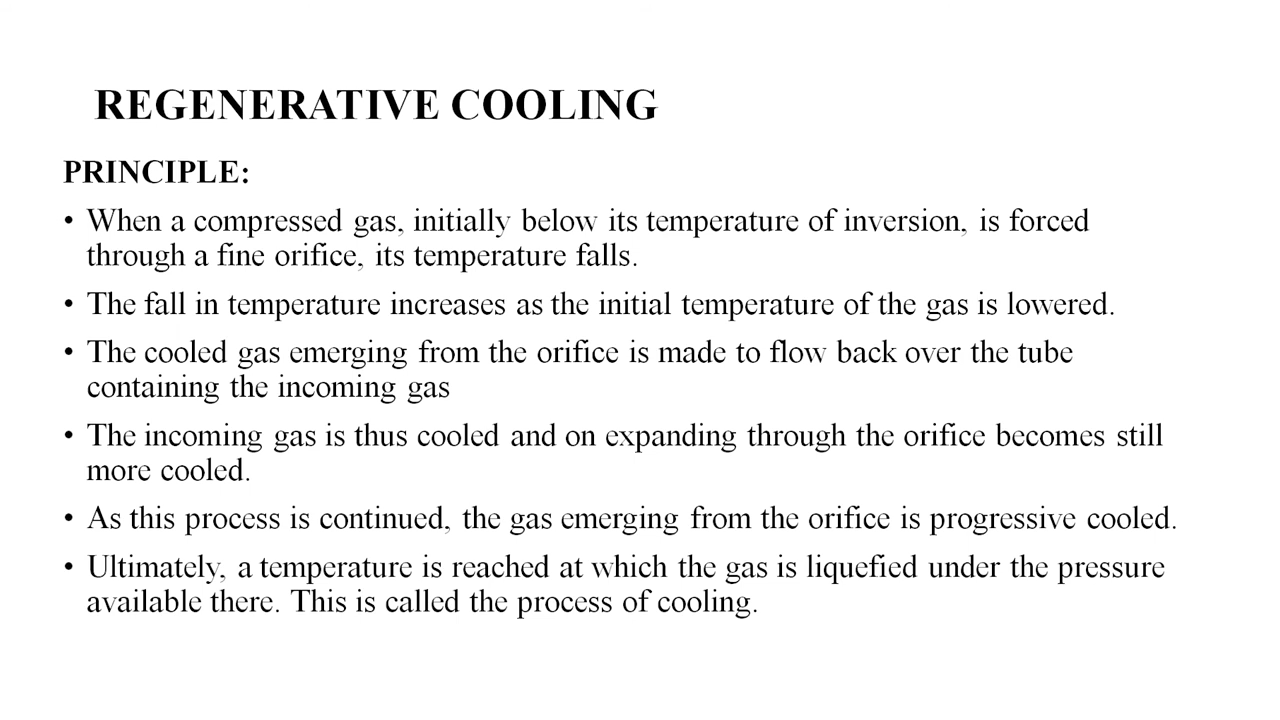 REGENERATIVE COOLING
PRINCIPLE:
• When a compressed gas, initially below its temperature of inversion, is forced
through a fine orifice, its temperature falls.
• The fall in temperature increases as the initial temperature of the gas is lowered.
• The cooled gas emerging from the orifice is made to flow back over the tube
containing the incoming gas
• The incoming gas is thus cooled and on expanding through the orifice becomes still
more cooled.
• As this process is continued, the gas emerging from the orifice is progressive cooled.
• Ultimately, a temperature is reached at which the gas is liquefied under the pressure
available there. This is called the process of cooling.